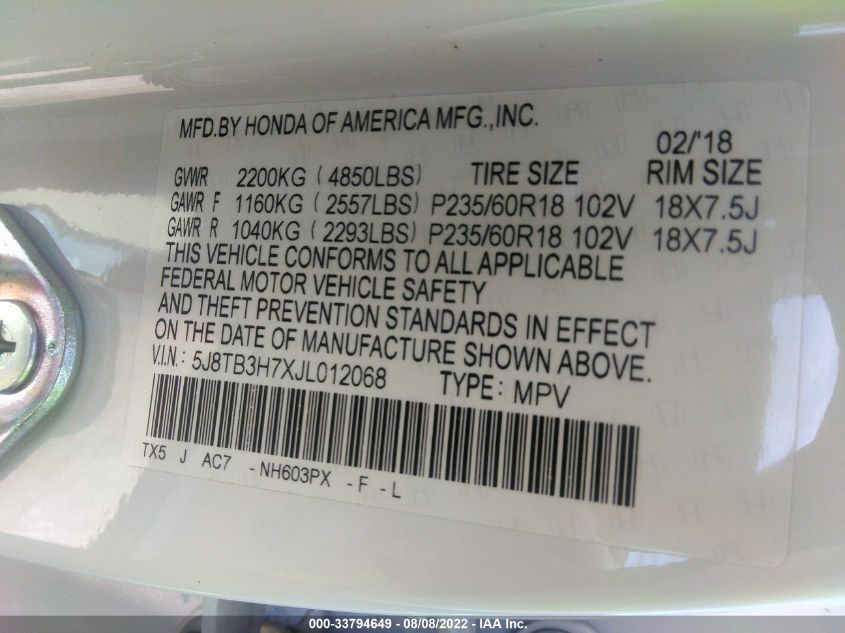 MFD.BY HONDA OF AMERICA MFG.,INC.
02/'18
GVWR 2200KG ( 4850LBS) TIRE SIZE RIM SIZE
GAWR F 1160KG ( 2557LBS) P235/60R18 102V 18X7.5J
GAWR R 1040KG ( 2293LBS) P235/60R18 102V 18X7.5J
THIS VEHICLE CONFORMS TO ALL APPLICABLE
FEDERAL MOTOR VEHICLE SAFETY
AND THEFT PREVENTION STANDARDS IN EFFECT
ON THE DATE OF MANUFACTURE SHOWN ABOVE.
V.I.N.: 5J8TB3H7XJL012068 TYPE: MPV
TX5 J AC7 -NH603PX -F -L
000-33794649 - 08/08/2022 - IAA Inc.